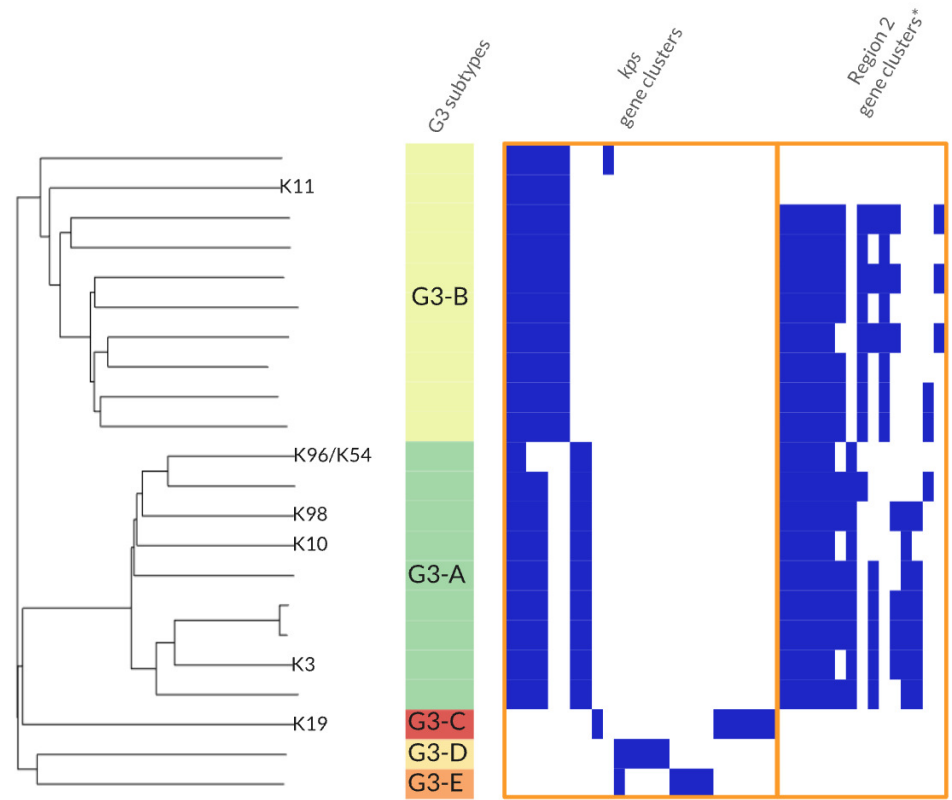 G3 subtypes
kps
gene clusters
Region 2
gene clusters*
K11
G3-B
K96/K54
K98
K10
G3-A
K3
K19
G3-C
G3-D
G3-E